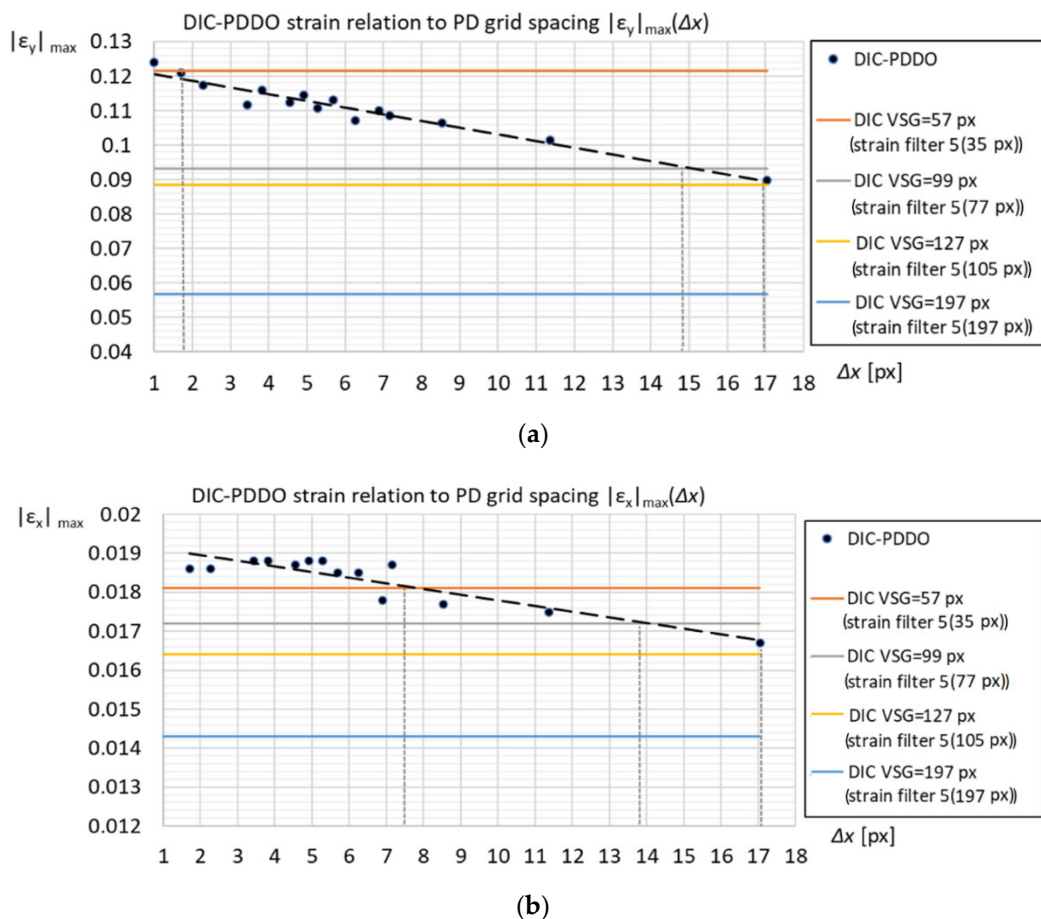 DIC-PDDO strain relation to PD grid spacing |εy|max(Δx)
|εy| max
0.13
0.12
0.11
0.1
0.09
0.08
0.07
0.06
0.05
0.04
1 2 3 4 5 6 7 8 9 10 11 12 13 14 15 16 17 18
Δx [px]
DIC-PDDO
DIC VSG=57 px
(strain filter 5(35 px))
DIC VSG=99 px
(strain filter 5(77 px))
DIC VSG=127 px
(strain filter 5(105 px))
DIC VSG=197 px
(strain filter 5(197 px))
(a)
DIC-PDDO strain relation to PD grid spacing |εx|max(Δx)
|εx| max
0.02
0.019
0.018
0.017
0.016
0.015
0.014
0.013
0.012
1 2 3 4 5 6 7 8 9 10 11 12 13 14 15 16 17 18
Δx [px]
DIC-PDDO
DIC VSG=57 px
(strain filter 5(35 px))
DIC VSG=99 px
(strain filter 5(77 px))
DIC VSG=127 px
(strain filter 5(105 px))
DIC VSG=197 px
(strain filter 5(197 px))
(b)